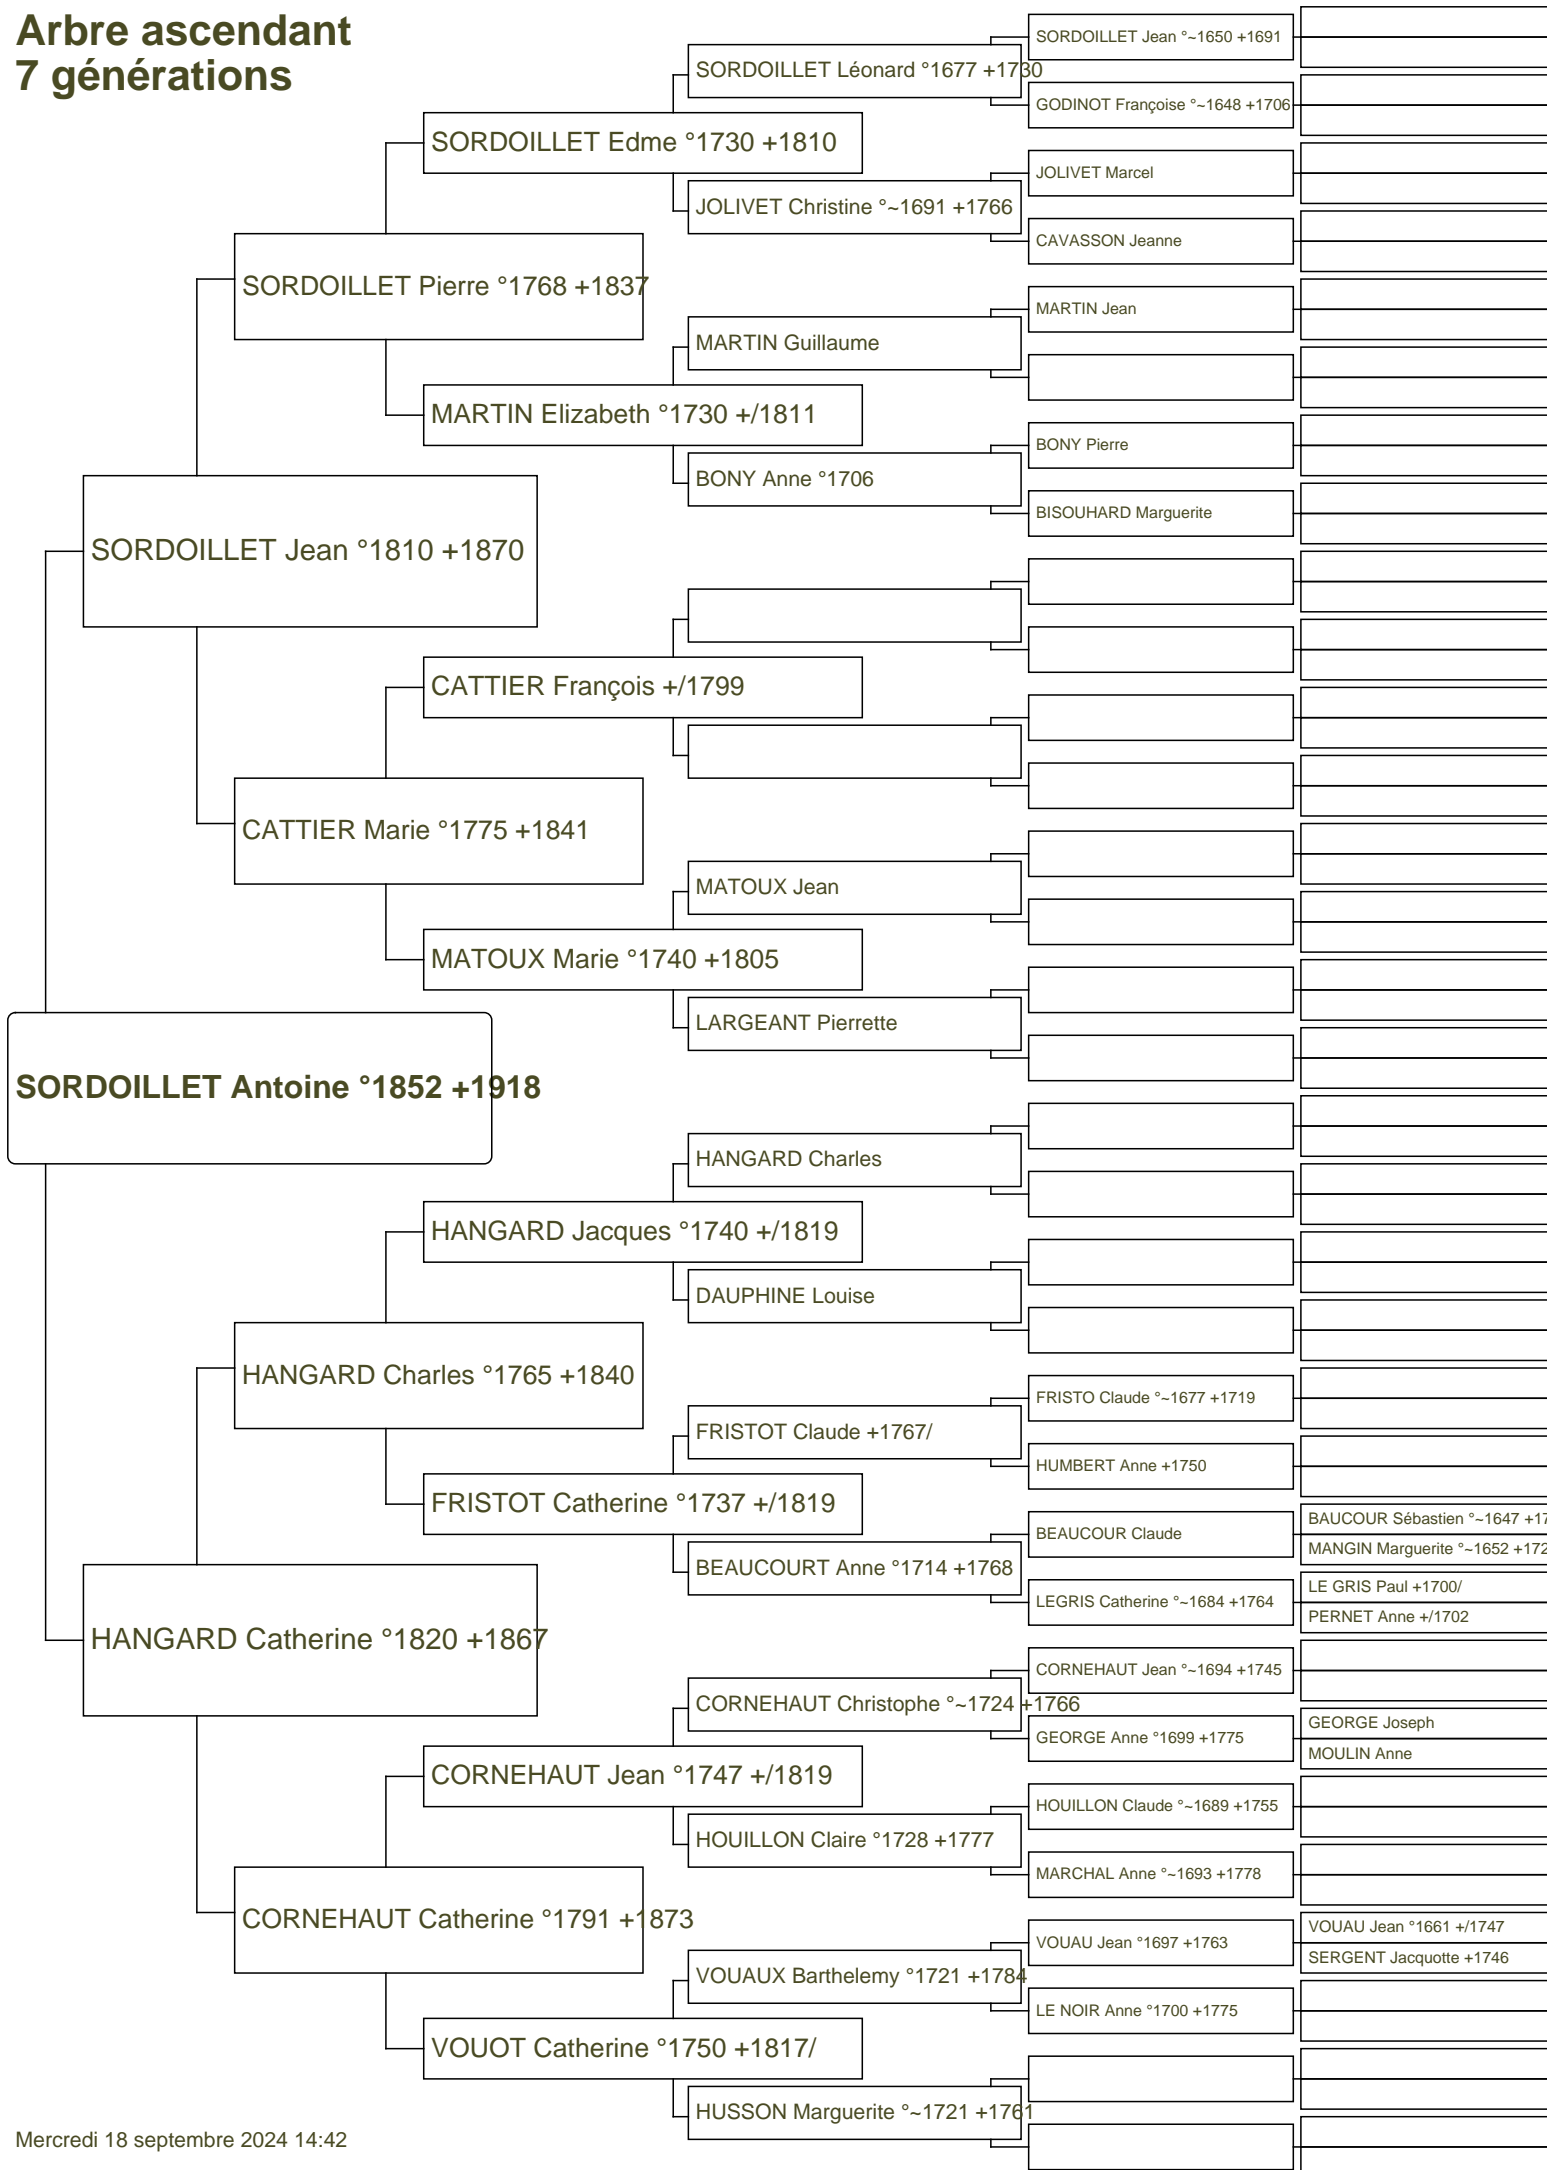 Arbre ascendant
7 générations
SORDOILLET Antoine °1852 +1918
SORDOILLET Jean °1810 +1870
HANGARD Catherine °1820 +1867
SORDOILLET Pierre °1768 +1837
CATTIER Marie °1775 +1841
HANGARD Charles °1765 +1840
CORNEHAUT Catherine °1791 +1873
SORDOILLET Edme °1730 +1810
MARTIN Elizabeth °1730 +/1811
CATTIER François +/1799
MATOUX Marie °1740 +1805
HANGARD Jacques °1740 +/1819
FRISTOT Catherine °1737 +/1819
CORNEHAUT Jean °1747 +/1819
VOUOT Catherine °1750 +1817/
SORDOILLET Léonard °1677 +1730
JOLIVET Christine °~1691 +1766
MARTIN Guillaume
BONY Anne °1706
MATOUX Jean
LARGEANT Pierrette
HANGARD Charles
DAUPHINE Louise
FRISTOT Claude +1767/
BEAUCOURT Anne °1714 +1768
CORNEHAUT Christophe °~1724 +1766
HOUILLON Claire °1728 +1777
VOUAUX Barthelemy °1721 +1784
HUSSON Marguerite °~1721 +1761
SORDOILLET Jean °~1650 +1691
GODINOT Françoise °~1648 +1706
JOLIVET Marcel
CAVASSON Jeanne
MARTIN Jean
BONY Pierre
BISOUHARD Marguerite
FRISTO Claude °~1677 +1719
HUMBERT Anne +1750
BEAUCOUR Claude
LEGRIS Catherine °~1684 +1764
CORNEHAUT Jean °~1694 +1745
GEORGE Anne °1699 +1775
HOUILLON Claude °~1689 +1755
MARCHAL Anne °~1693 +1778
VOUAU Jean °1697 +1763
LE NOIR Anne °1700 +1775
BAUCOUR Sébastien °~1647 +17
MANGIN Marguerite °~1652 +172
LE GRIS Paul +1700/
PERNET Anne +/1702
GEORGE Joseph
MOULIN Anne
VOUAU Jean °1661 +/1747
SERGENT Jacquotte +1746
Mercredi 18 septembre 2024 14:42